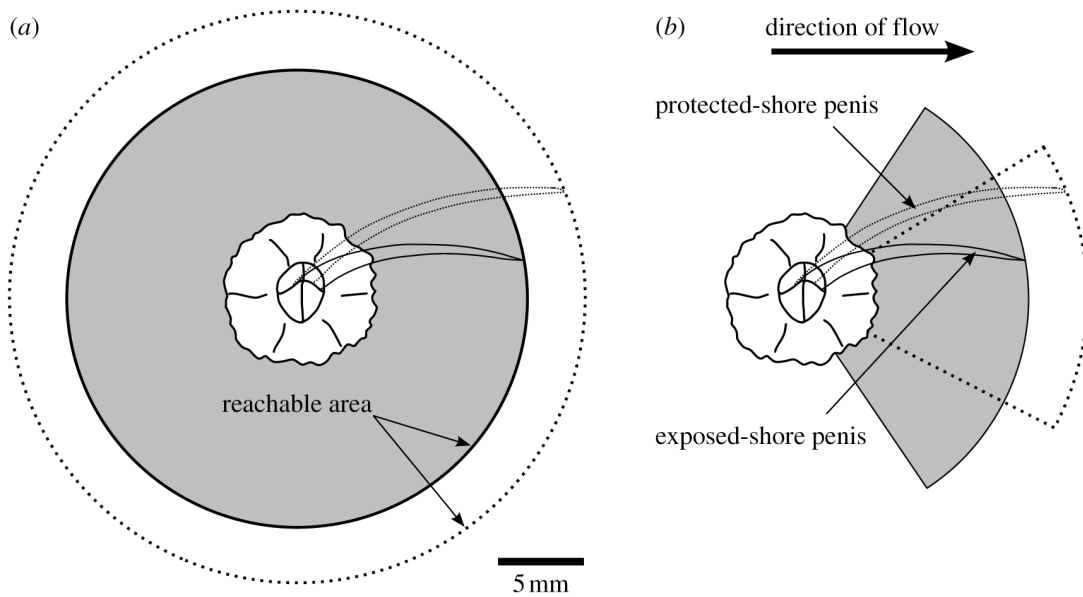 (a)
reachable area
5 mm
(b)
direction of flow
protected-shore penis
exposed-shore penis